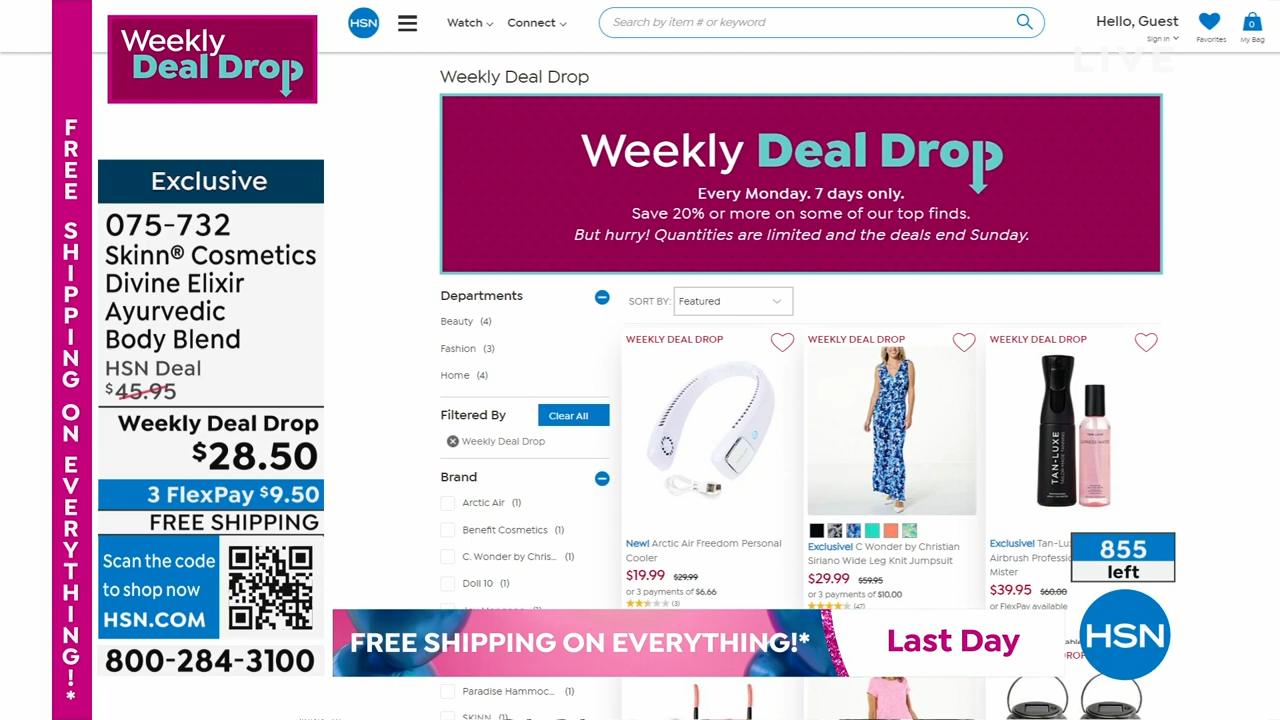 FREE SHIPPING ON EVERYTHING!*
Weekly
Deal Drop
Exclusive
075-732
Skinn® Cosmetics
Divine Elixir
Ayurvedic
Body Blend
HSN Deal
$45.95
Weekly Deal Drop
$28.50
3 FlexPay $9.50
FREE SHIPPING
Scan the code
to shop now
HSN.COM
800-284-3100
HSN
Watch
Connect
Search by item # or keyword
Hello, Guest
Sign In
Favorites
0
My Bag
LIVE
Weekly Deal Drop
Weekly Deal Drop
Every Monday. 7 days only.
Save 20% or more on some of our top finds.
But hurry! Quantities are limited and the deals end Sunday.
Departments
Beauty (4)
Fashion (3)
Home (4)
Filtered By
Clear All
Weekly Deal Drop
Brand
Arctic Air (1)
Benefit Cosmetics (1)
C. Wonder by Chris... (1)
Doll 10 (1)
Paradise Hammoc... (1)
SKINN (1)
SORT BY: Featured
WEEKLY DEAL DROP
New! Arctic Air Freedom Personal
Cooler
$19.99 $29.99
or 3 payments of $6.66
(3)
WEEKLY DEAL DROP
Exclusive! C Wonder by Christian
Siriano Wide Leg Knit Jumpsuit
$29.99 $59.95
or 3 payments of $10.00
(47)
WEEKLY DEAL DROP
TAN-LUXE
Exclusive! Tan-Lu
Airbrush Professio
Mister
$39.95 $60.00
or FlexPay available
855
left
FREE SHIPPING ON EVERYTHING!*
Last Day
HSN